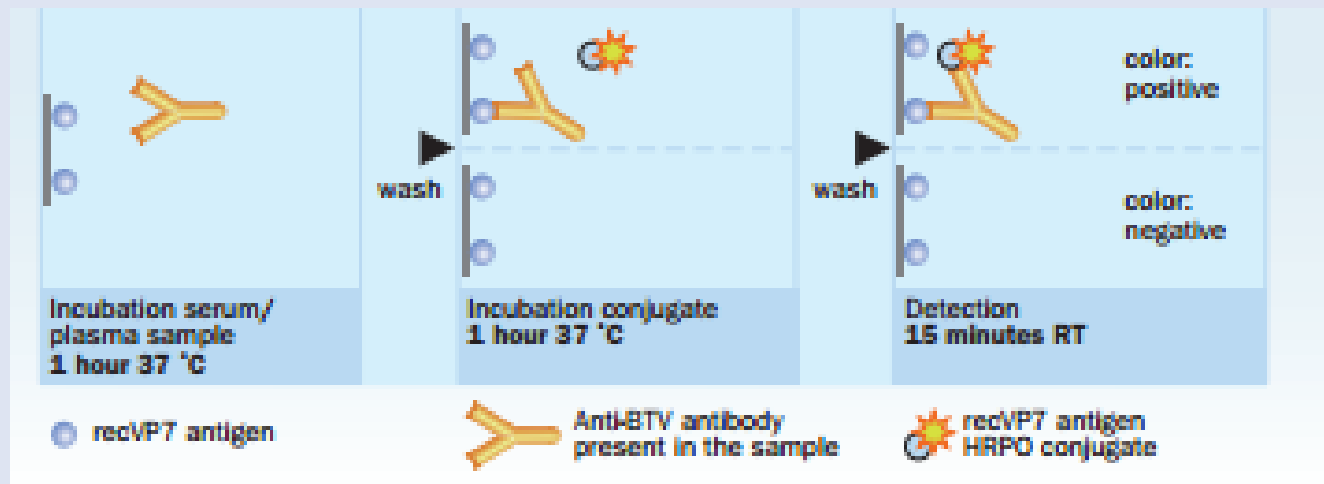 color:
positive
wash
wash
color:
negative
Incubation serum/
plasma sample
1 hour 37 °C
Incubation conjugate
1 hour 37 °C
Detection
15 minutes RT
recVP7 antigen
Anti-BTV antibody
present in the sample
recVP7 antigen
HRPO conjugate